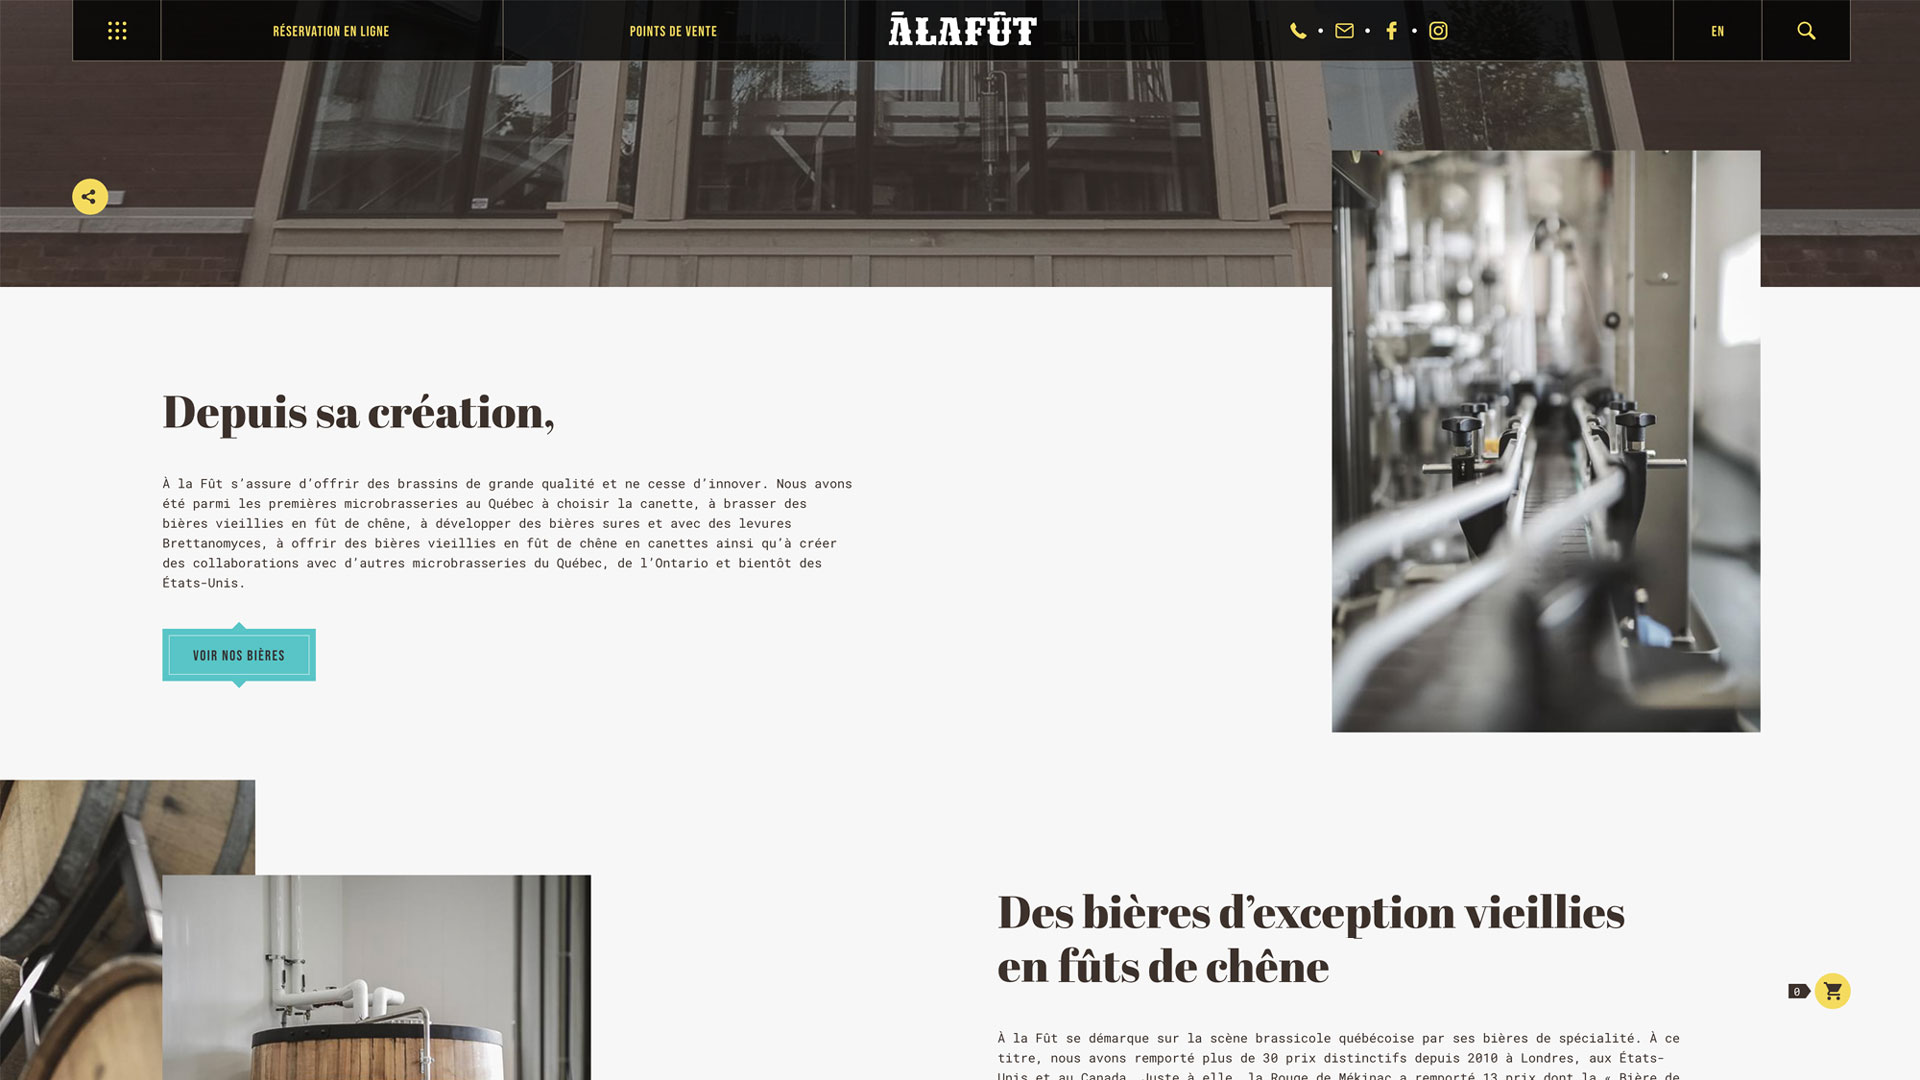 RÉSERVATION EN LIGNE
POINTS DE VENTE
ÀLAFÛT
EN
Depuis sa création,
À la Fût s’assure d’offrir des brassins de grande qualité et ne cesse d’innover. Nous avons
été parmi les premières microbrasseries au Québec à choisir la canette, à brasser des
bières vieillies en fût de chêne, à développer des bières sures et avec des levures
Brettanomyces, à offrir des bières vieillies en fût de chêne en canettes ainsi qu’à créer
des collaborations avec d’autres microbrasseries du Québec, de l’Ontario et bientôt des
États-Unis.
VOIR NOS BIÈRES
Des bières d’exception vieillies
en fûts de chêne
0
À la Fût se démarque sur la scène brassicole québécoise par ses bières de spécialité. À ce
titre, nous avons remporté plus de 30 prix distinctifs depuis 2010 à Londres, aux États-
Unis et au Canada. Juste à elle, la Rouge de Mékinac a remporté 13 prix dont la « Bière de